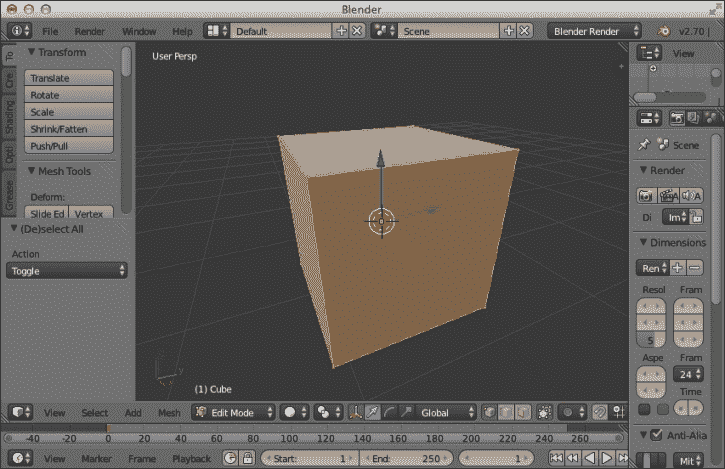 Blender
File Render Window Help Default Scene Blender Render v2.70 |
To
Cre
Shading
Opti
Grease
Transform
Translate
Rotate
Scale
Shrink/Fatten
Push/Pull
Mesh Tools
Deform:
Slide Ed Vertex
(De)select All
Action
Toggle
User Persp
(1) Cube
View
Scene
Render
Di Im
Dimensions
Ren
Resol Fram
S
Aspe Fram
24
Time
Anti-Alia
Mit
View Select Add Mesh Edit Mode Global
-40 -20 0 20 40 60 80 100 120 140 160 180 200 220 240 260
View Marker Frame Playback Start: 1 End: 250 1